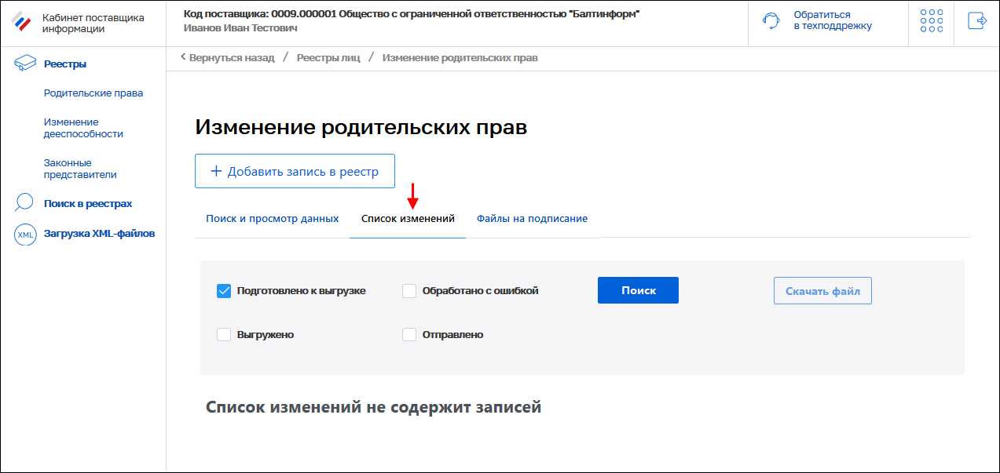 Кабинет поставщика
информации
Код поставщика: 0009.000001 Общество с ограниченной ответственностью "Балтинформ"
Иванов Иван Тестович
Обратиться
в техподдрежку
Вернуться назад / Реестры лиц / Изменение родительских прав
Реестры
Родительские права
Изменение
дееспособности
Законные
представители
Поиск в реестрах
XML Загрузка XML-файлов
Изменение родительских прав
+ Добавить запись в реестр
Поиск и просмотр данных Список изменений Файлы на подписание
Подготовлено к выгрузке Обработано с ошибкой Поиск Скачать файл
Выгружено Отправлено
Список изменений не содержит записей